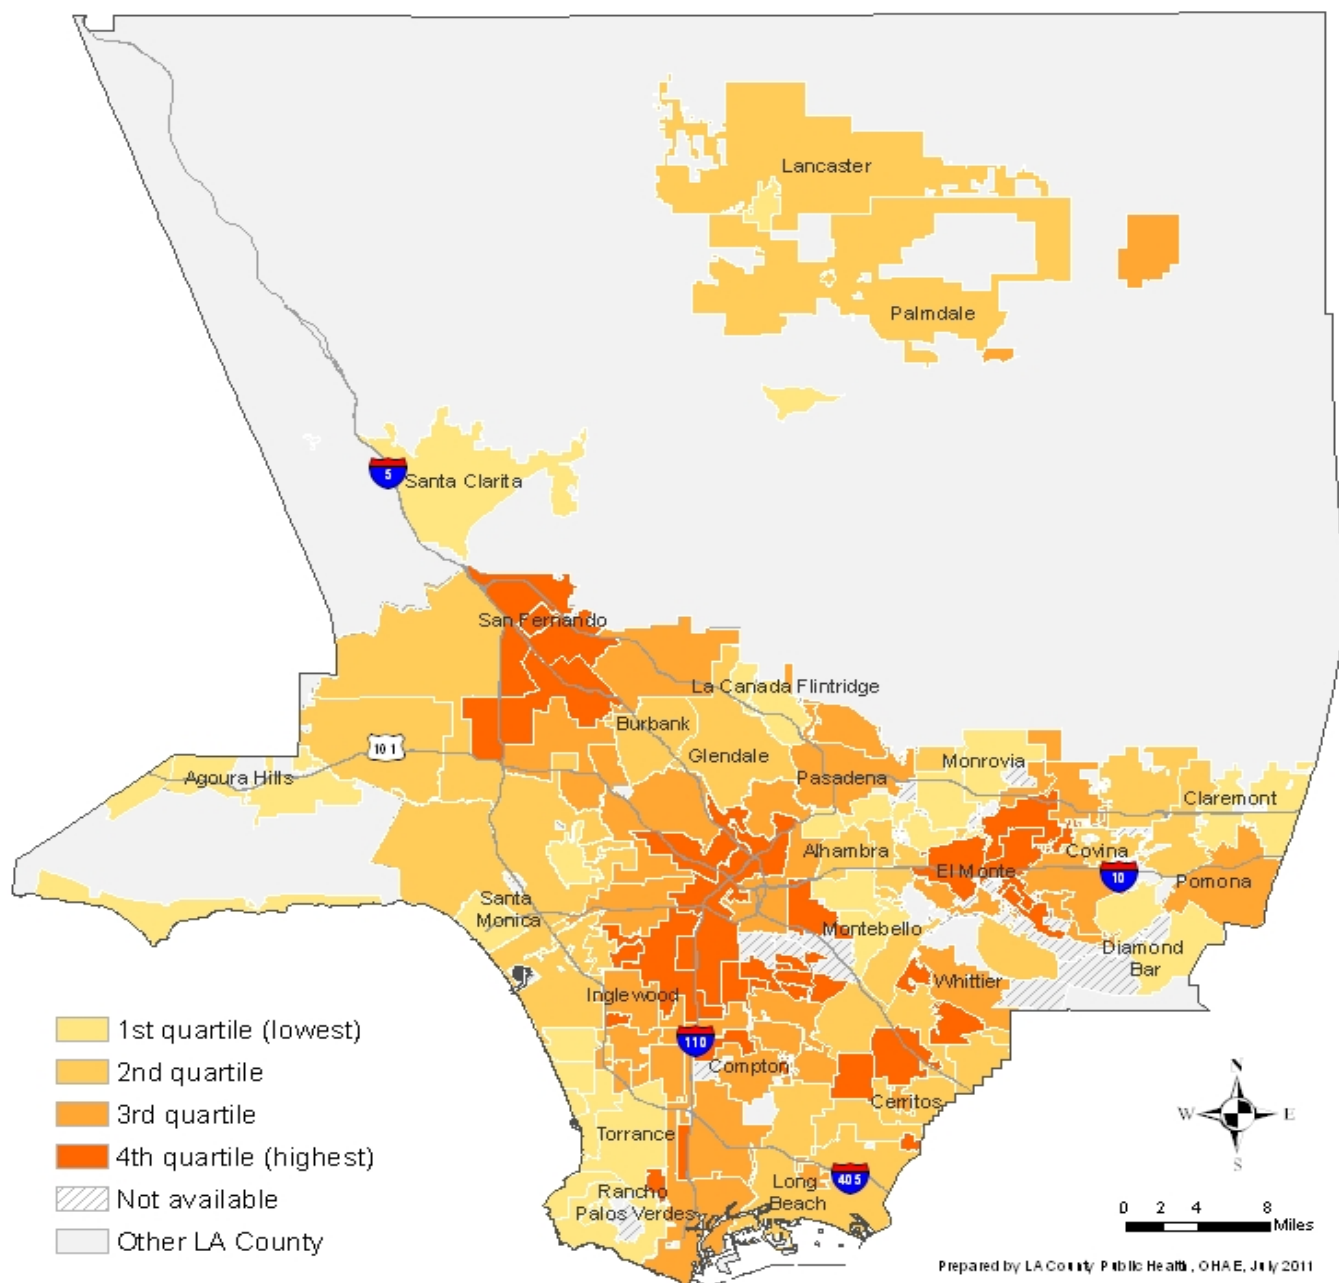 Lancaster
Palmdale
5
Santa Clarita
San Fernando
La Canada Flintridge
Burbank
101
Glendale
Agoura Hills
Pasadena
Monrovia
Claremont
Alhambra
Covina
El Monte
10
Pomona
Santa
Monica
Montebello
Diamond
Bar
Whittier
Inglewood
1st quartile (lowest)
110
2nd quartile
Compton
3rd quartile
Cerritos
4th quartile (highest)
Torrance
Not available
Rancho
Palos Verdes
Long
Beach
405
Other LA County
N
W E
S
0 2 4 8
Miles
Prepared by LA County Public Health, OHAE, July 2011